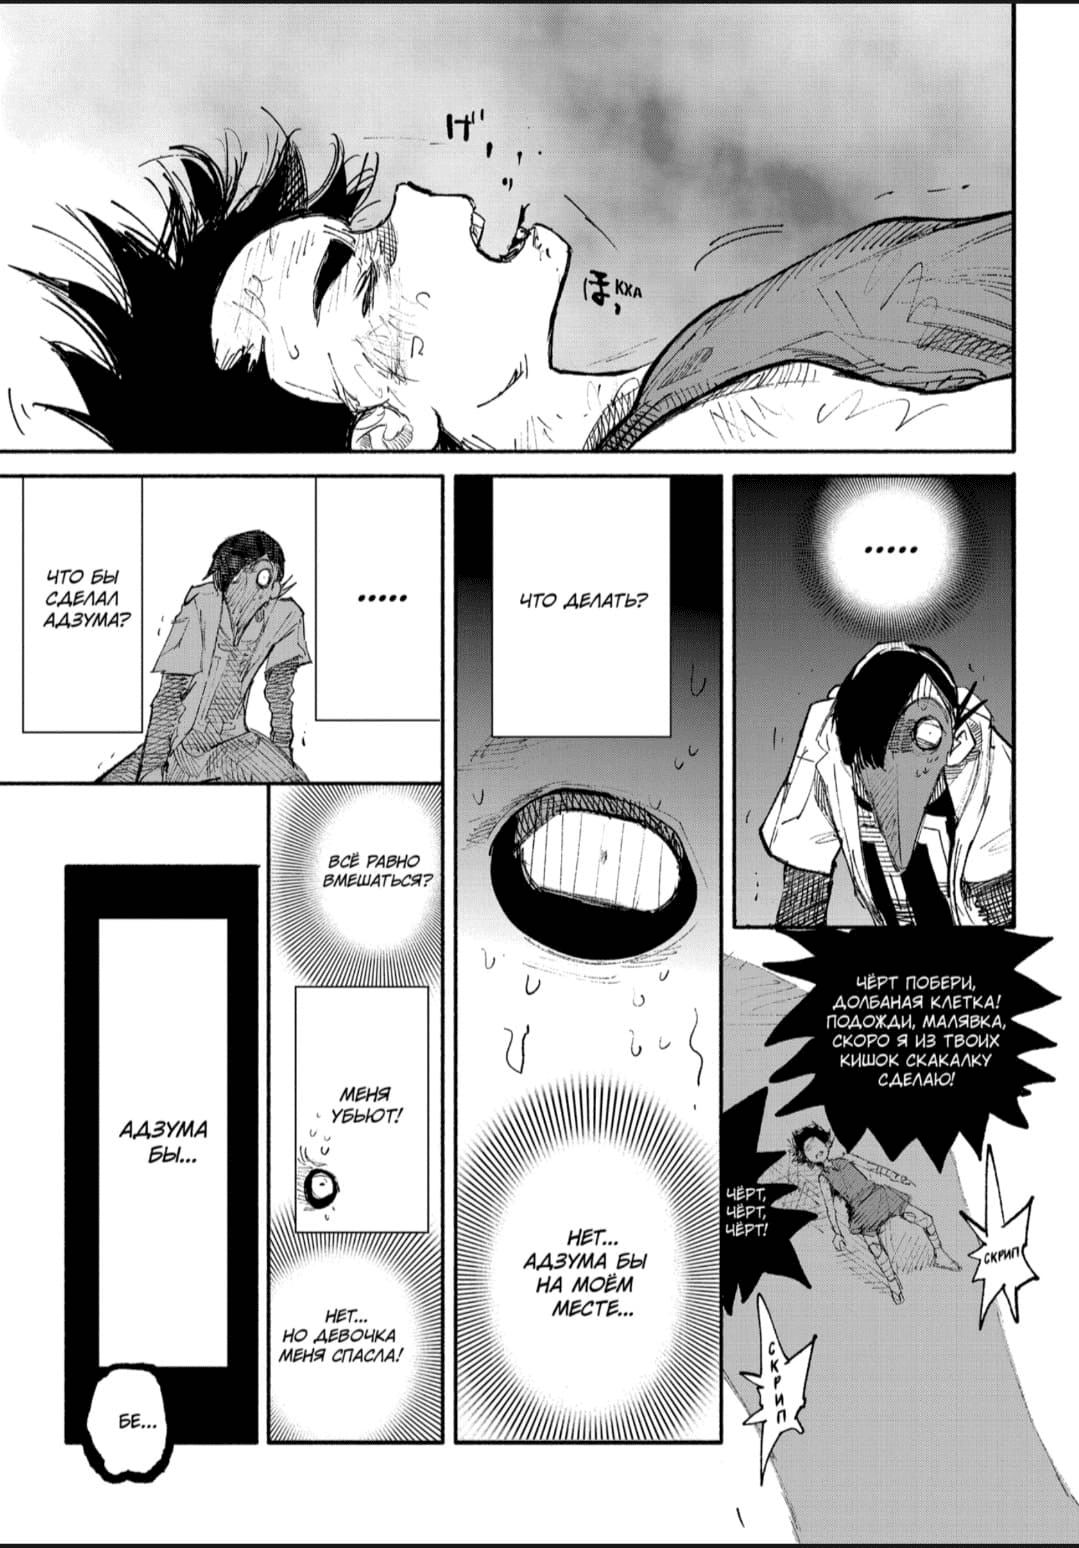 げ
ほっ
КХА
.....
ЧТО ДЕЛАТЬ?
.....
ЧТО БЫ
СДЕЛАЛ
АДЗУМА?
ЧЁРТ ПОБЕРИ,
ДОЛБАНАЯ КЛЕТКА!
ПОДОЖДИ, МАЛЯВКА,
СКОРО Я ИЗ ТВОИХ
КИШОК СКАКАЛКУ
СДЕЛАЮ!
ЧЁРТ,
ЧЁРТ,
ЧЁРТ!
СКРИП
СКРИП
НЕТ...
АДЗУМА БЫ
НА МОЁМ
МЕСТЕ...
ВСЁ РАВНО
ВМЕШАТЬСЯ?
МЕНЯ
УБЬЮТ!
НЕТ...
НО ДЕВОЧКА
МЕНЯ СПАСЛА!
АДЗУМА
БЫ...
БЕ...